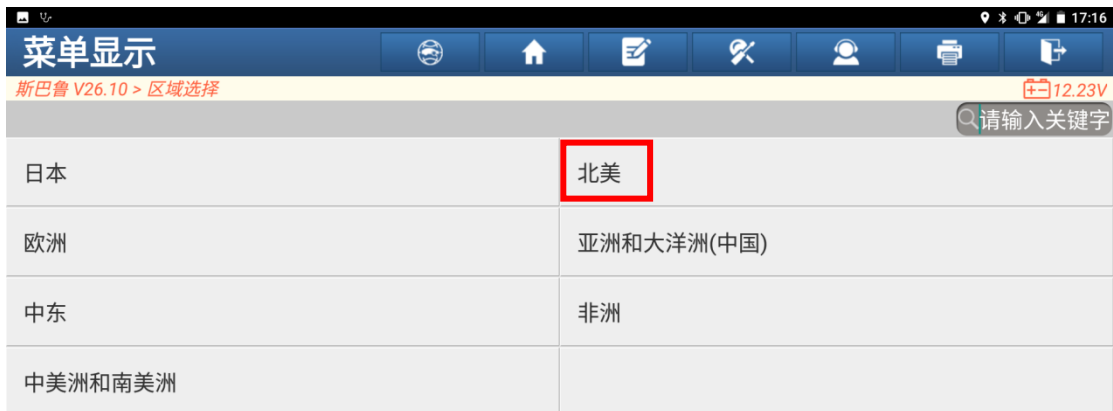 17:16
菜单显示
斯巴鲁 V26.10 > 区域选择
12.23V
请输入关键字
日本
北美
欧洲
亚洲和大洋洲(中国)
中东
非洲
中美洲和南美洲